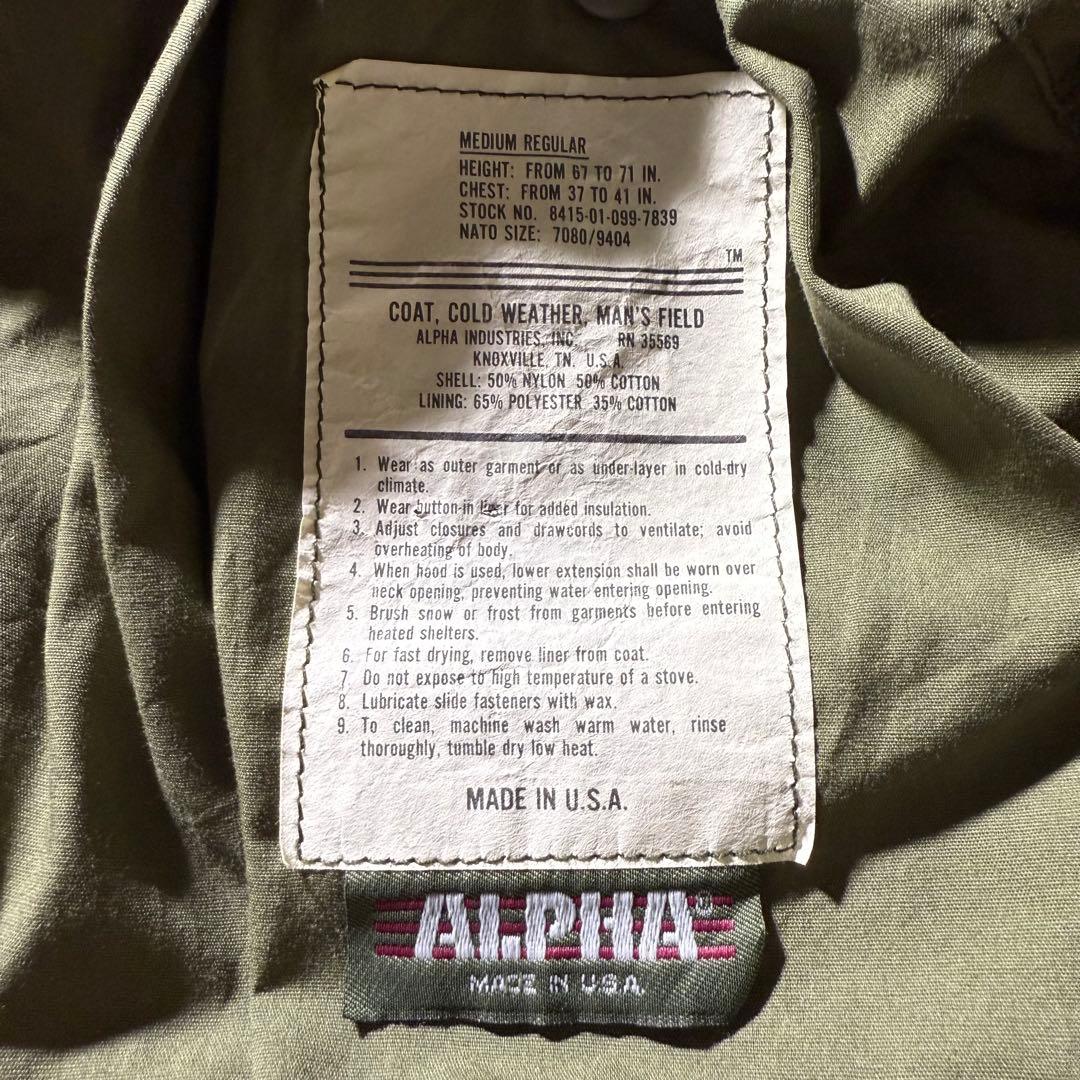 MEDIUM REGULAR
HEIGHT: FROM 67 TO 71 IN.
CHEST: FROM 37 TO 41 IN.
STOCK NO. 8415-01-099-7839
NATO SIZE: 7080/9404
TM
COAT, COLD WEATHER, MAN'S FIELD
ALPHA INDUSTRIES, INC. RN 35569
KNOXVILLE, TN. U.S.A.
SHELL: 50% NYLON 50% COTTON
LINING: 65% POLYESTER 35% COTTON
1. Wear as outer garment or as under-layer in cold-dry
climate.
2. Wear button-in liner for added insulation.
3. Adjust closures and drawcords to ventilate; avoid
overheating of body.
4. When hood is used, lower extension shall be worn over
neck opening, preventing water entering opening.
5. Brush snow or frost from garments before entering
heated shelters.
6. For fast drying, remove liner from coat.
7. Do not expose to high temperature of a stove.
8. Lubricate slide fasteners with wax.
9. To clean, machine wash warm water, rinse
thoroughly, tumble dry low heat.
MADE IN U.S.A.
ALPHA®
MADE IN U.S.A.